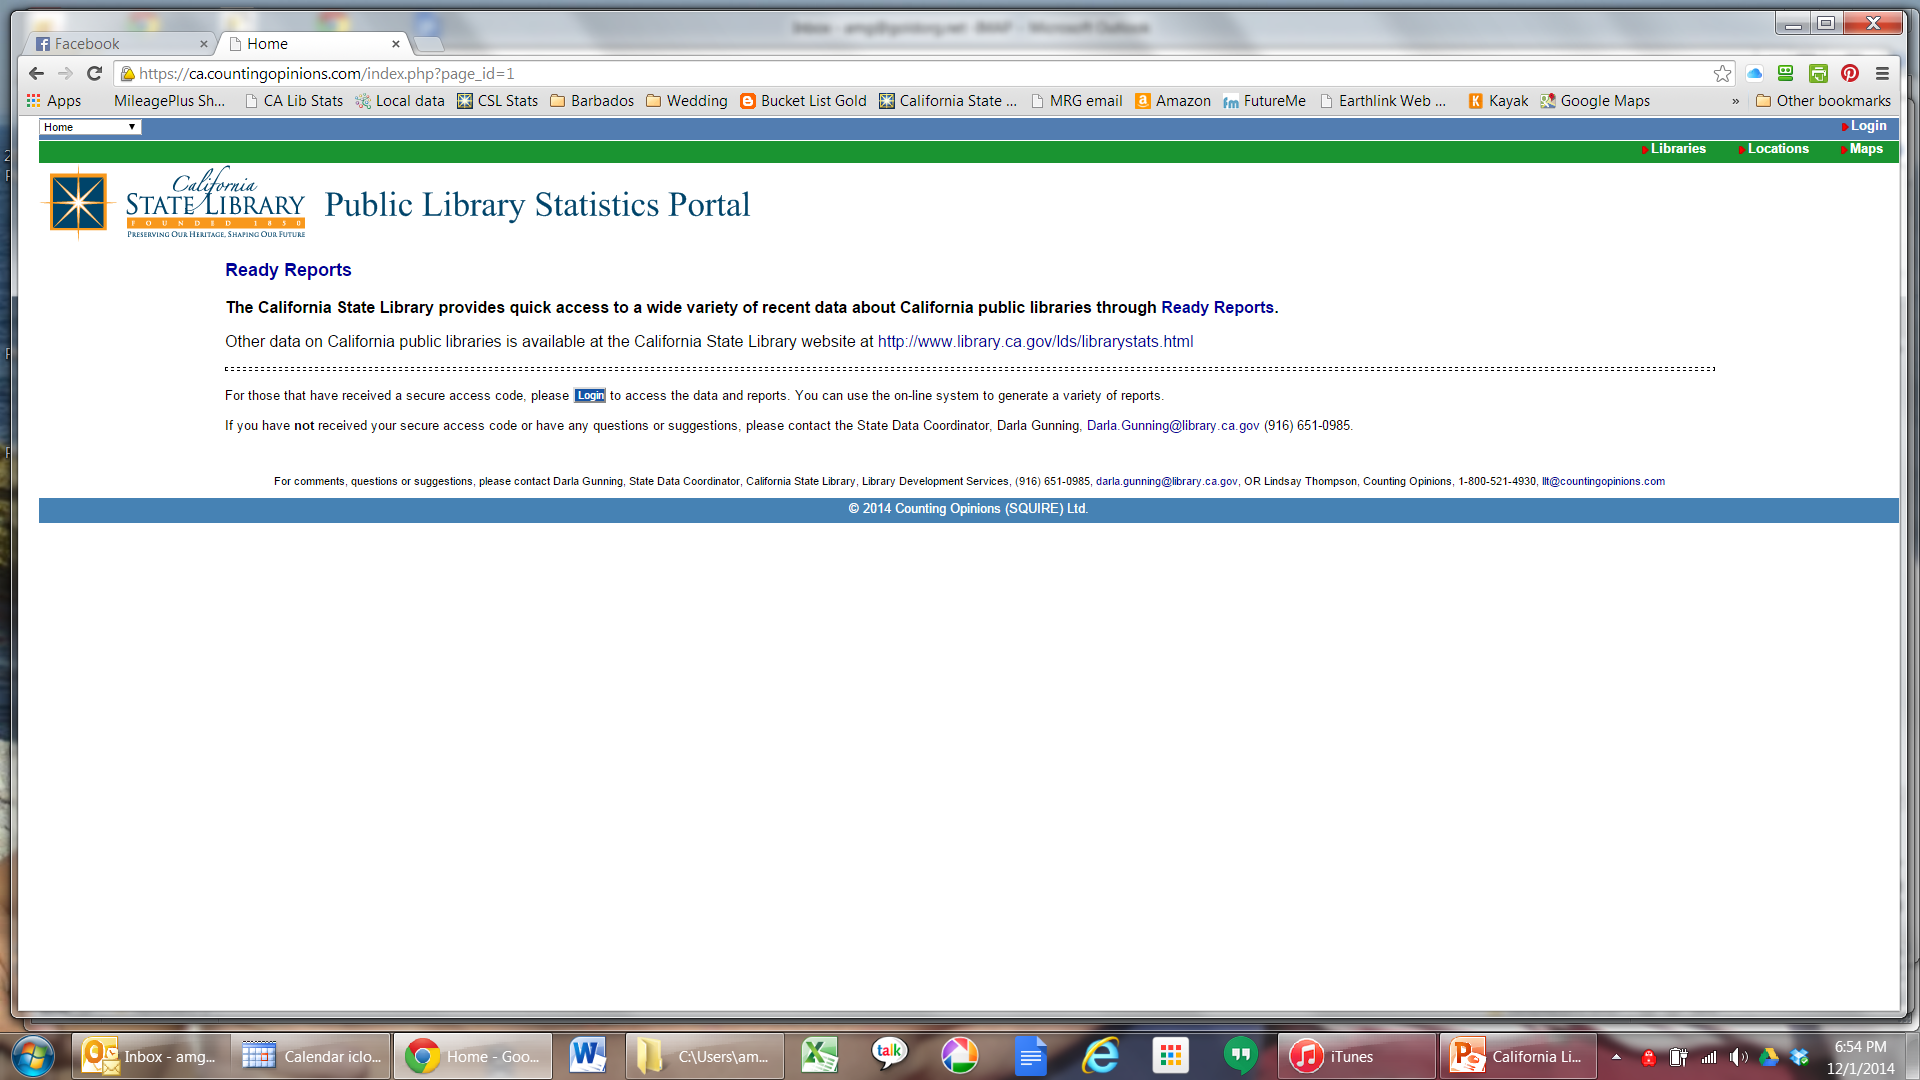 Inbox - amg@goldorg.net (IMAP) - Microsoft Outlook
Facebook
Home
https://ca.countingopinions.com/index.php?page_id=1
Apps MileagePlus Sh... CA Lib Stats Local data CSL Stats Barbados Wedding Bucket List Gold California State ... MRG email Amazon FutureMe Earthlink Web ... Kayak Google Maps » Other bookmarks
Home
Login
Libraries Locations Maps
California
STATE LIBRARY
FOUNDED 1850
PRESERVING OUR HERITAGE, SHAPING OUR FUTURE
Public Library Statistics Portal
Ready Reports
The California State Library provides quick access to a wide variety of recent data about California public libraries through Ready Reports.
Other data on California public libraries is available at the California State Library website at http://www.library.ca.gov/lds/librarystats.html
For those that have received a secure access code, please Login to access the data and reports. You can use the on-line system to generate a variety of reports.
If you have not received your secure access code or have any questions or suggestions, please contact the State Data Coordinator, Darla Gunning, Darla.Gunning@library.ca.gov (916) 651-0985.
For comments, questions or suggestions, please contact Darla Gunning, State Data Coordinator, California State Library, Library Development Services, (916) 651-0985, darla.gunning@library.ca.gov, OR Lindsay Thompson, Counting Opinions, 1-800-521-4930, llt@countingopinions.com
© 2014 Counting Opinions (SQUIRE) Ltd.
Inbox - amg... Calendar iclo... Home - Goo... C:\Users\am... talk iTunes California Li...
6:54 PM
12/1/2014